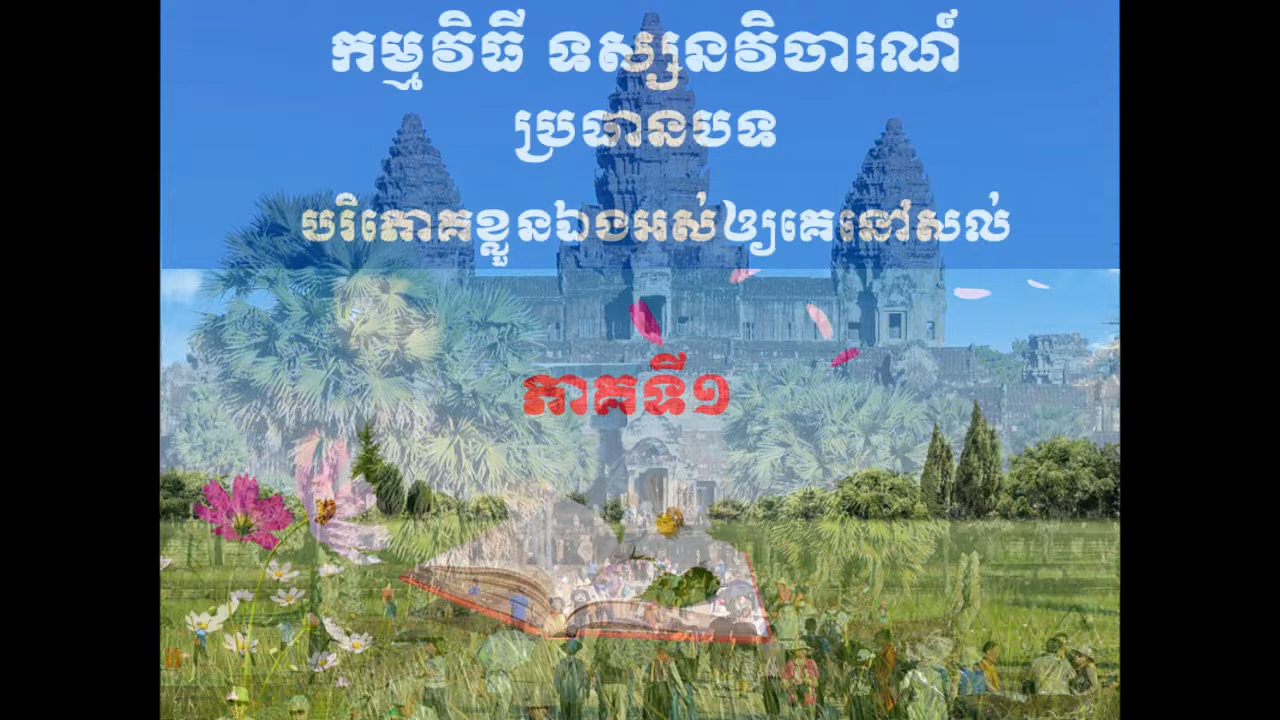 កម្មវិធី ទស្សនវិចារណ៍
ប្រធានបទ
បរិភោគខ្លួនឯងអស់ឲ្យគេនៅសល់
ភាគទី១